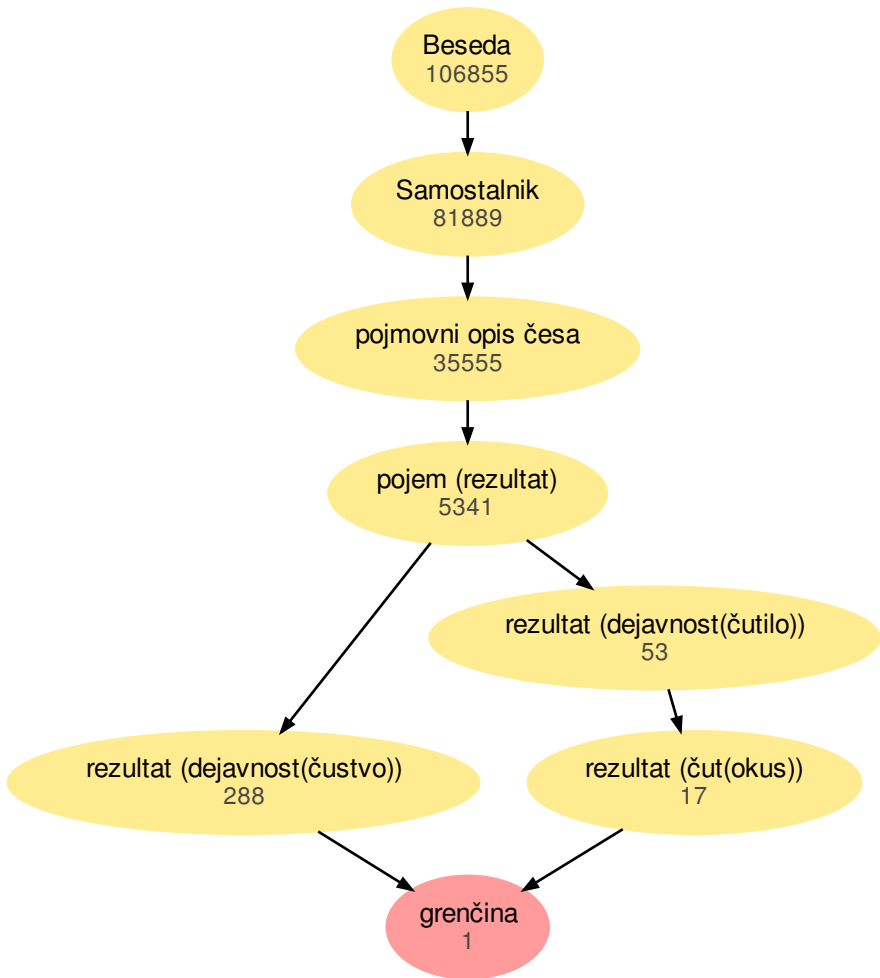 Beseda
106855
Samostalnik
81889
pojmovni opis česa
35555
pojem (rezultat)
5341
rezultat (dejavnost(čutilo))
53
rezultat (dejavnost(čustvo))
288
rezultat (čut(okus))
17
grenčina
1